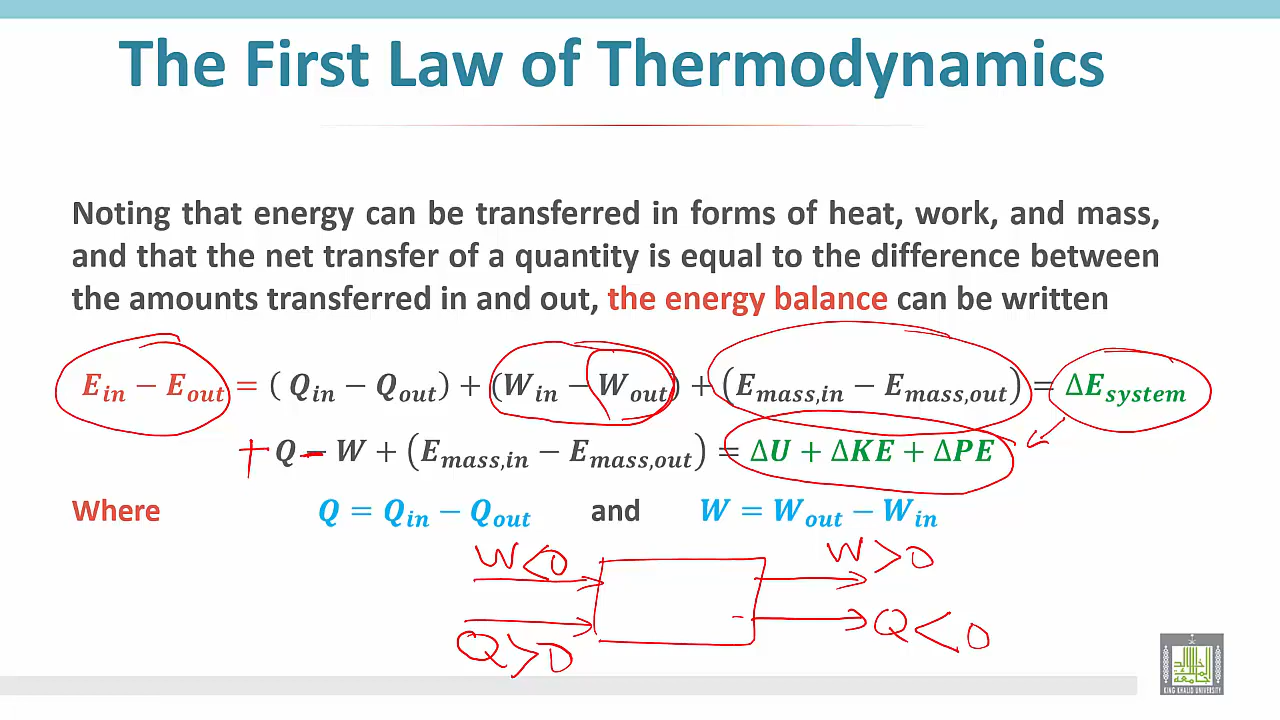 The First Law of Thermodynamics
Noting that energy can be transferred in forms of heat, work, and mass,
and that the net transfer of a quantity is equal to the difference between
the amounts transferred in and out, the energy balance can be written
E_in − E_out = ( Q_in − Q_out ) + (W_in − W_out) + (E_mass,in − E_mass,out) = ΔE_system
+ Q − W + (E_mass,in − E_mass,out) = ΔU + ΔKE + ΔPE
Where Q = Q_in − Q_out and W = W_out − W_in
W<0 W>0
Q>0 Q<0
KING KHALID UNIVERSITY